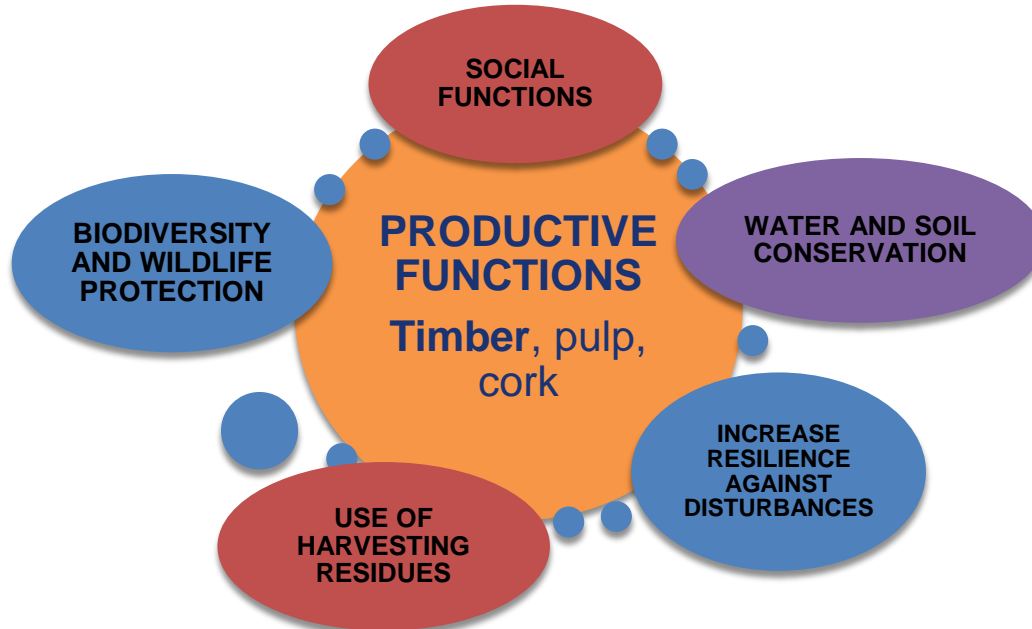 SOCIAL
FUNCTIONS
BIODIVERSITY
AND WILDLIFE
PROTECTION
PRODUCTIVE
FUNCTIONS
Timber, pulp,
cork
WATER AND SOIL
CONSERVATION
INCREASE
RESILIENCE
AGAINST
DISTURBANCES
USE OF
HARVESTING
RESIDUES